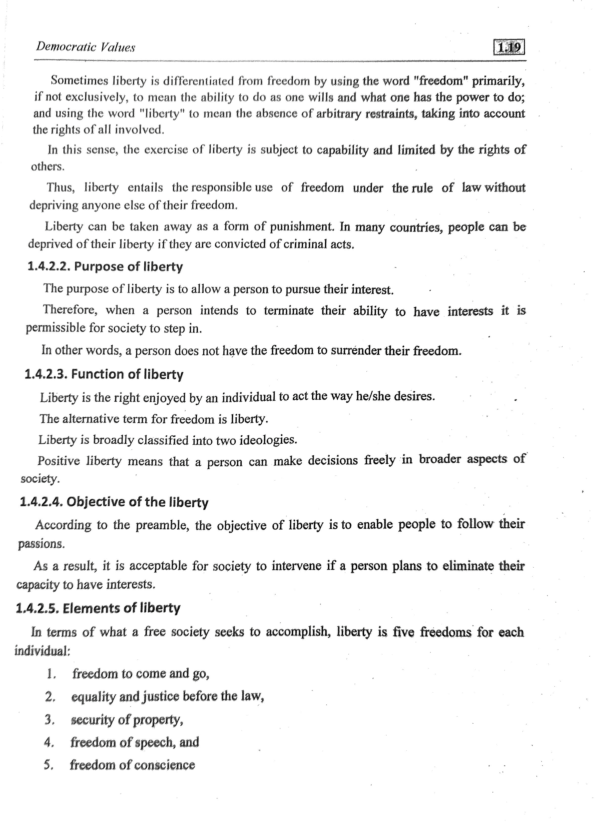 Democratic Values 1.19
Sometimes liberty is differentiated from freedom by using the word "freedom" primarily,
if not exclusively, to mean the ability to do as one wills and what one has the power to do;
and using the word "liberty" to mean the absence of arbitrary restraints, taking into account
the rights of all involved.
In this sense, the exercise of liberty is subject to capability and limited by the rights of
others.
Thus, liberty entails the responsible use of freedom under the rule of law without
depriving anyone else of their freedom.
Liberty can be taken away as a form of punishment. In many countries, people can be
deprived of their liberty if they are convicted of criminal acts.
1.4.2.2. Purpose of liberty
The purpose of liberty is to allow a person to pursue their interest.
Therefore, when a person intends to terminate their ability to have interests it is
permissible for society to step in.
In other words, a person does not have the freedom to surrender their freedom.
1.4.2.3. Function of liberty
Liberty is the right enjoyed by an individual to act the way he/she desires.
The alternative term for freedom is liberty.
Liberty is broadly classified into two ideologies.
Positive liberty means that a person can make decisions freely in broader aspects of
society.
1.4.2.4. Objective of the liberty
According to the preamble, the objective of liberty is to enable people to follow their
passions.
As a result, it is acceptable for society to intervene if a person plans to eliminate their
capacity to have interests.
1.4.2.5. Elements of liberty
In terms of what a free society seeks to accomplish, liberty is five freedoms for each
individual:
1. freedom to come and go,
2. equality and justice before the law,
3. security of property,
4. freedom of speech, and
5. freedom of conscience